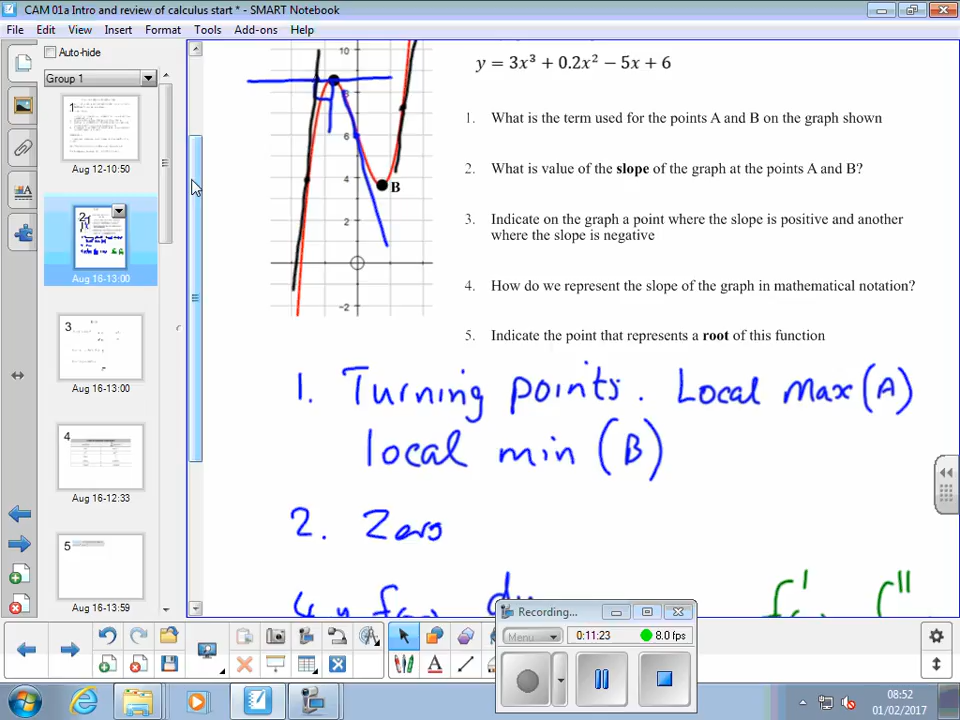 CAM 01a Intro and review of calculus start * - SMART Notebook
File Edit View Insert Format Tools Add-ons Help
Auto-hide
Group 1
1
Aug 12-10:50
2
Aug 16-13:00
3
Aug 16-13:00
4
Aug 16-12:33
5
Aug 16-13:59
10
8
6
4
2
-2
B
y = 3x³ + 0.2x² − 5x + 6
1. What is the term used for the points A and B on the graph shown
2. What is value of the slope of the graph at the points A and B?
3. Indicate on the graph a point where the slope is positive and another
where the slope is negative
4. How do we represent the slope of the graph in mathematical notation?
5. Indicate the point that represents a root of this function
1. Turning points. Local Max (A)
local min (B)
2. Zero
f' f''
Recording...
Menu
0:11:23
8.0 fps
08:52
01/02/2017